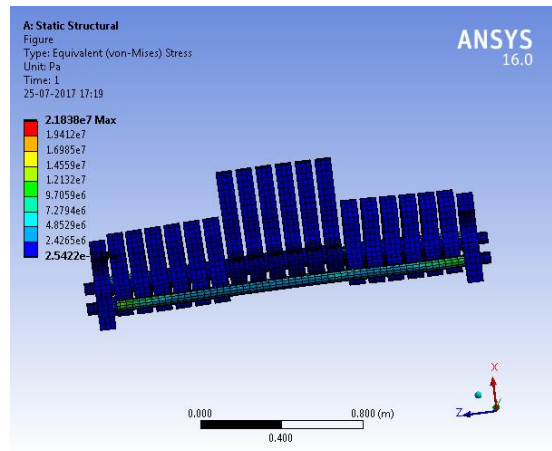 A: Static Structural
Figure
Type: Equivalent (von-Mises) Stress
Unit: Pa
Time: 1
25-07-2017 17:19
ANSYS
16.0
2.1838e7 Max
1.9412e7
1.6985e7
1.4559e7
1.2132e7
9.7059e6
7.2794e6
4.8529e6
2.4265e6
X
Y
Z
0.000
0.800 (m)
0.400